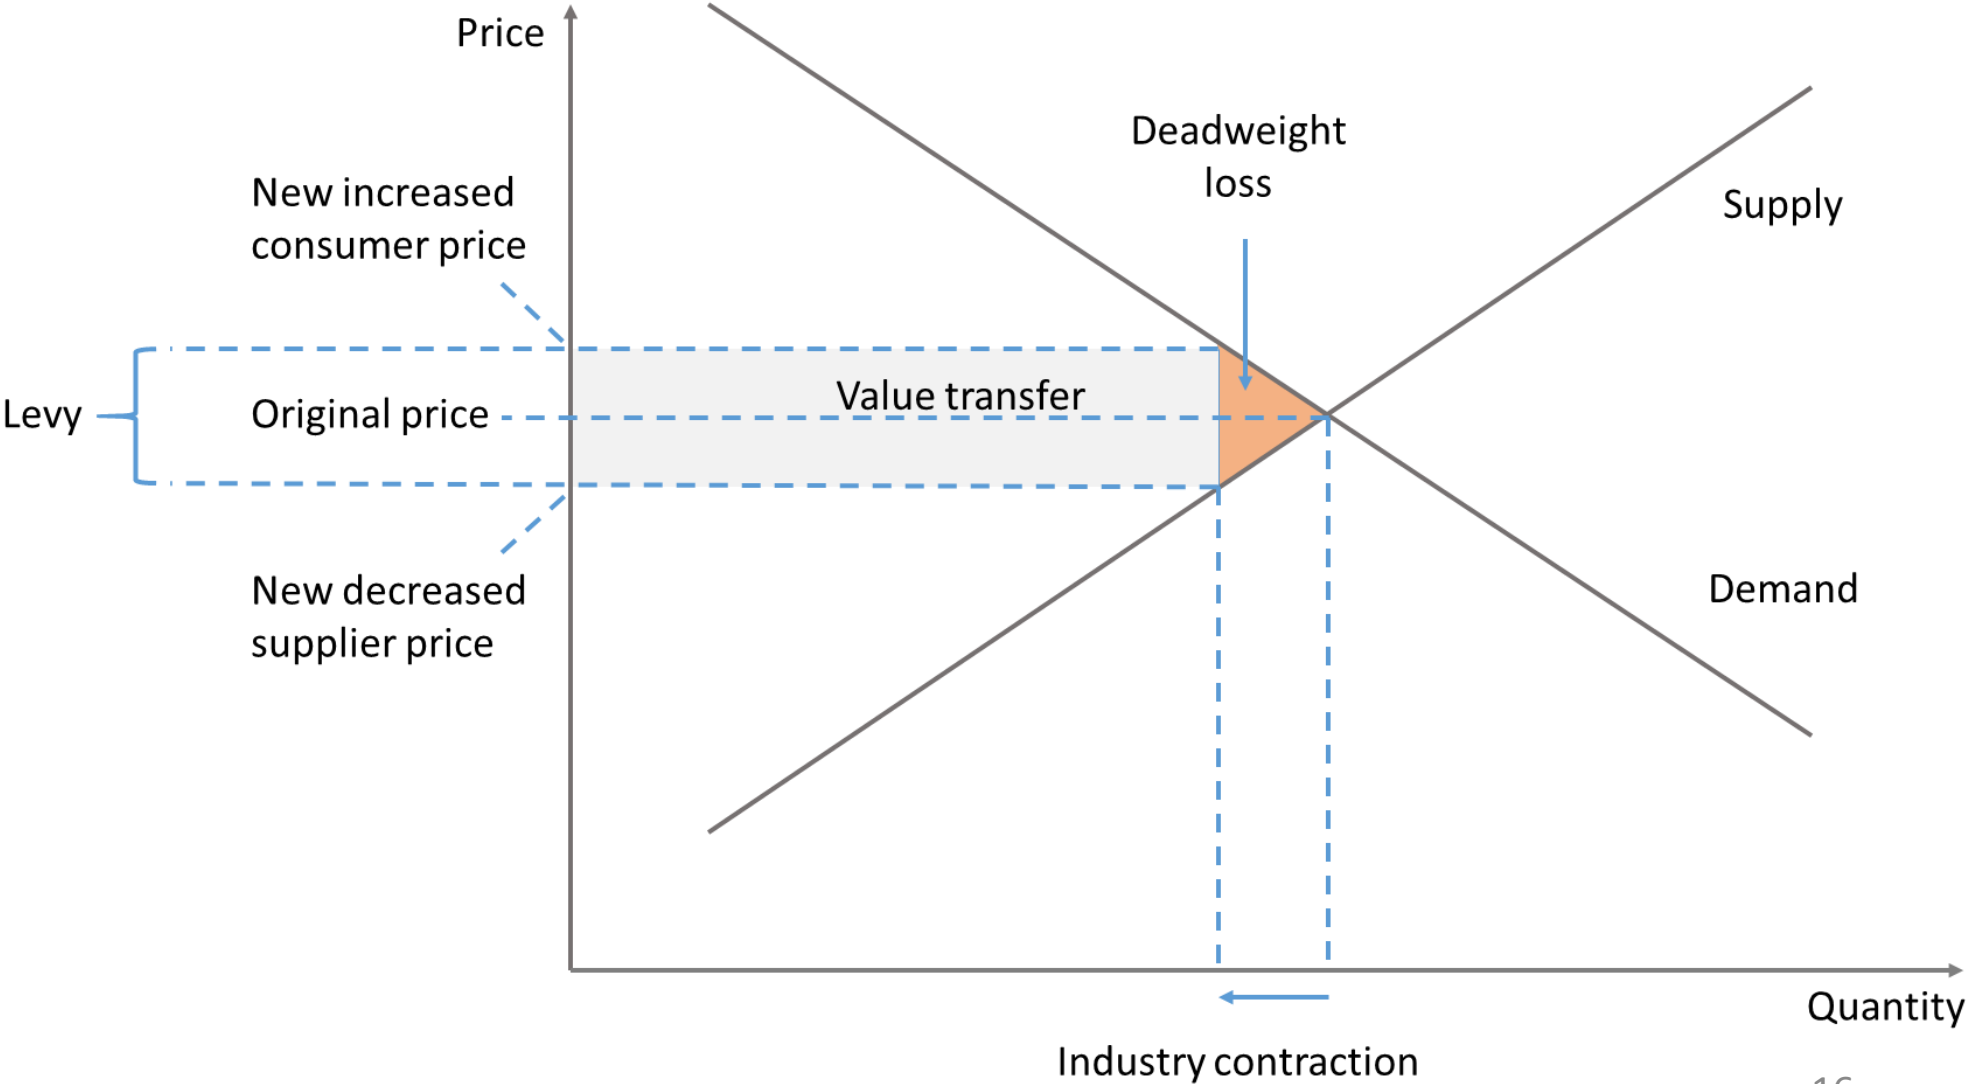 Price
Deadweight
loss
New increased
consumer price
Supply
Value transfer
Levy
Original price
New decreased
supplier price
Demand
Quantity
Industry contraction